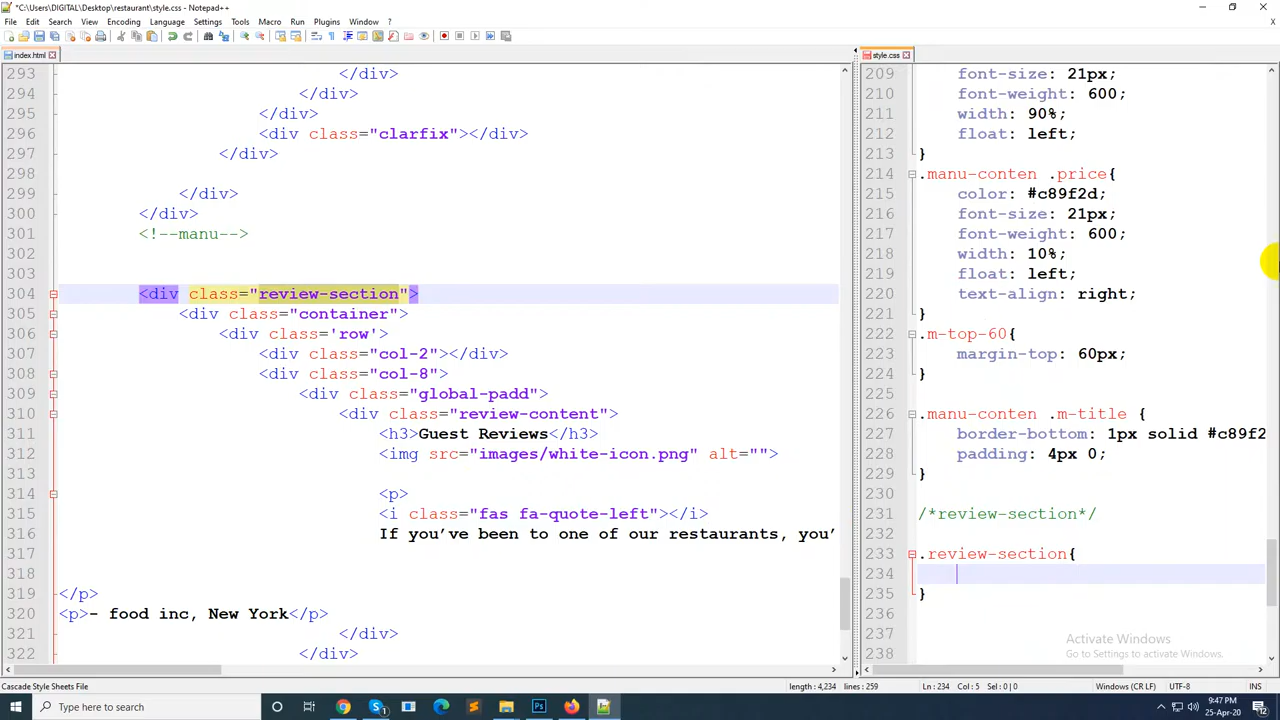 *C:\Users\DIGITAL\Desktop\restaurant\style.css - Notepad++
File Edit Search View Encoding Language Settings Tools Macro Run Plugins Window ? X
index.html
style.css
293 </div>
294 </div>
295 </div>
296 <div class="clarfix"></div>
297 </div>
298
299 </div>
300 </div>
301 <!--manu-->
302
303
304 <div class="review-section">
305 <div class="container">
306 <div class='row'>
307 <div class="col-2"></div>
308 <div class="col-8">
309 <div class="global-padd">
310 <div class="review-content">
311 <h3>Guest Reviews</h3>
312 <img src="images/white-icon.png" alt="">
313
314 <p>
315 <i class="fas fa-quote-left"></i>
316 If you’ve been to one of our restaurants, you’
317
318
319 </p>
320 <p>- food inc, New York</p>
321 </div>
322 </div>
209 font-size: 21px;
210 font-weight: 600;
211 width: 90%;
212 float: left;
213 }
214 .manu-conten .price{
215 color: #c89f2d;
216 font-size: 21px;
217 font-weight: 600;
218 width: 10%;
219 float: left;
220 text-align: right;
221 }
222 .m-top-60{
223 margin-top: 60px;
224 }
225
226 .manu-conten .m-title {
227 border-bottom: 1px solid #c89f2
228 padding: 4px 0;
229 }
230
231 /*review-section*/
232
233 .review-section{
234
235 }
236
237
238
Activate Windows
Go to Settings to activate Windows.
Cascade Style Sheets File length : 4,234 lines : 259 Ln : 234 Col : 5 Sel : 0 | 0 Windows (CR LF) UTF-8 INS
Type here to search
9:47 PM
25-Apr-20